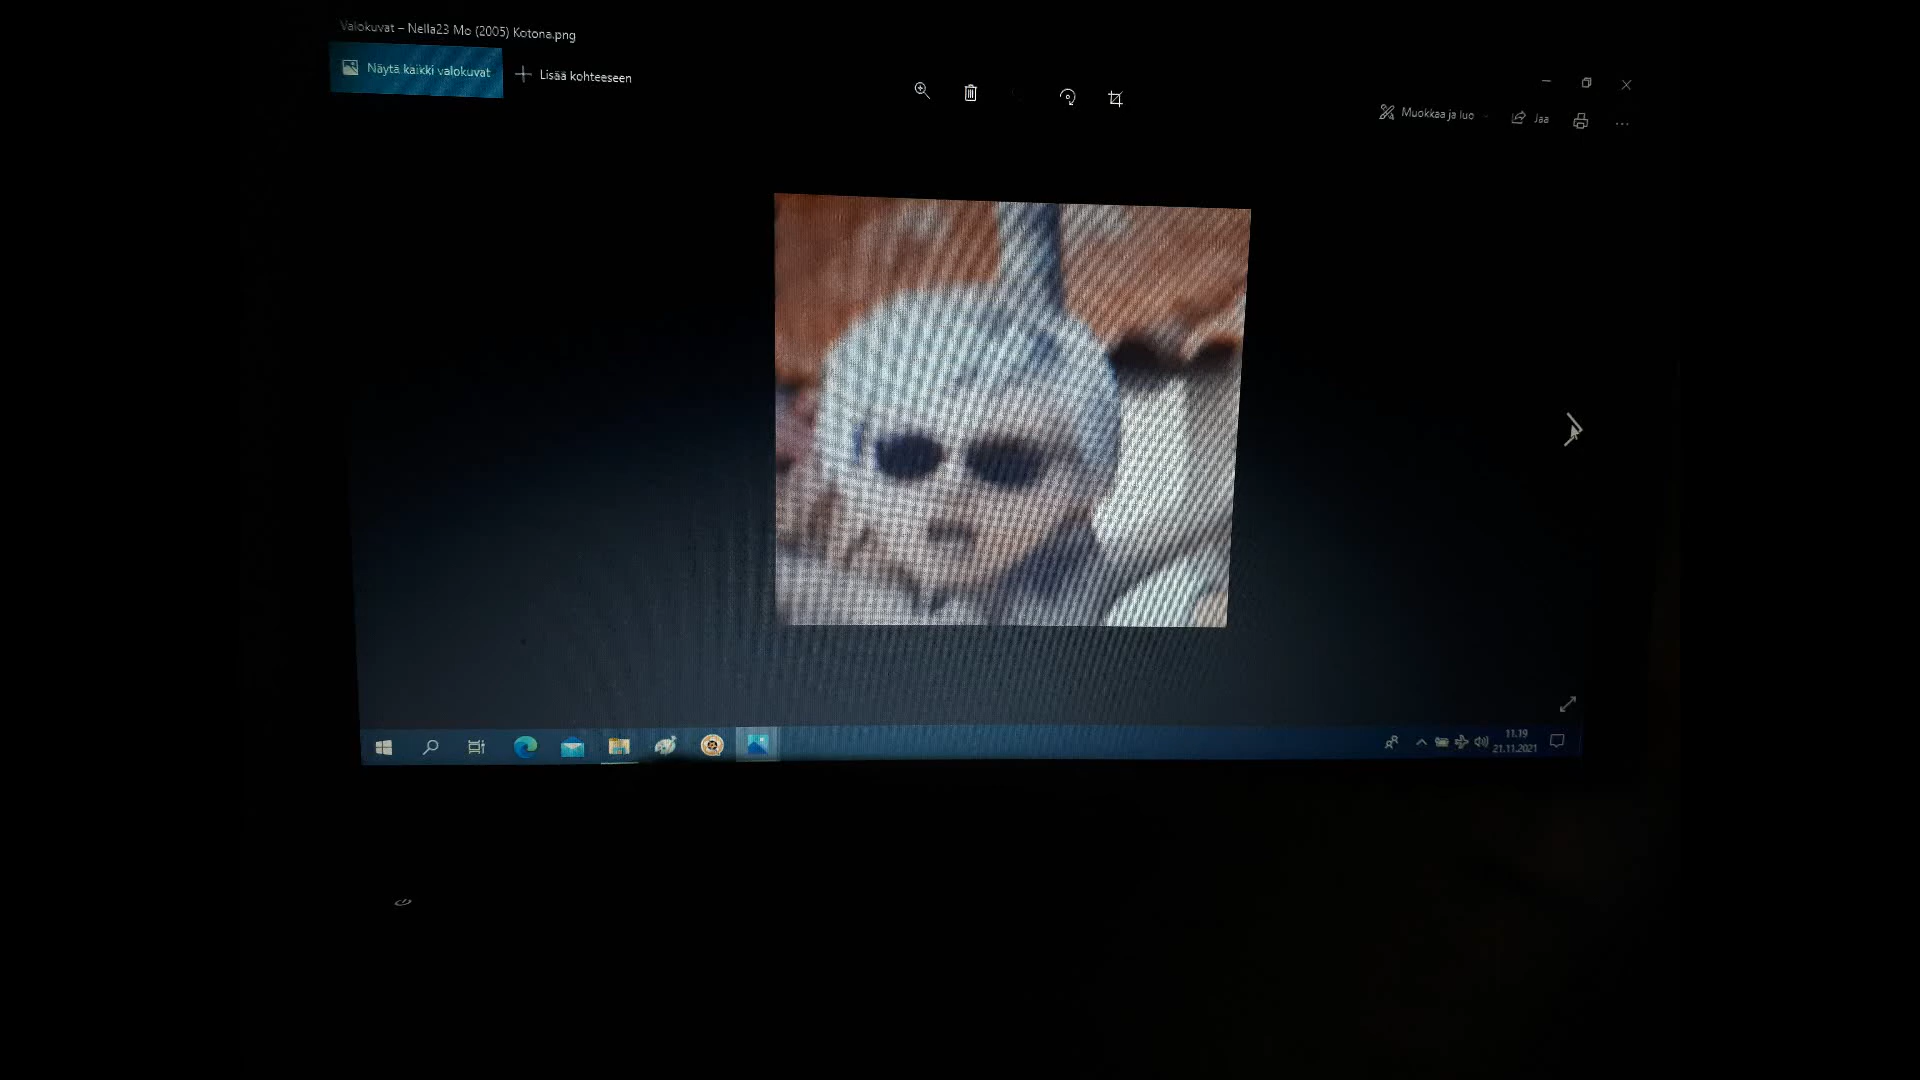 Valokuvat – Nella23 Mo (2005) Kotona.png
Näytä kaikki valokuvat
Lisää kohteeseen
Muokkaa ja luo
Jaa
11.19
21.11.2021